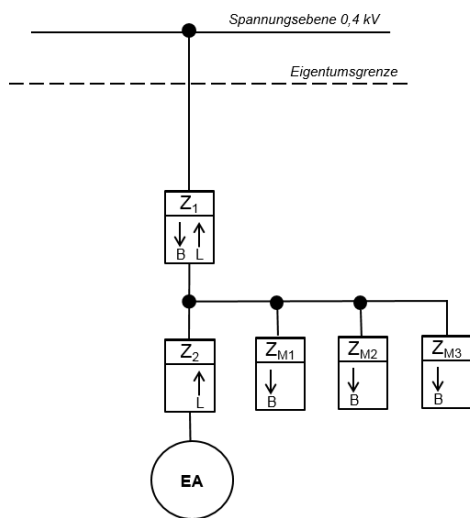 Spannungsebene 0,4 kV
Eigentumsgrenze
Z1
B L
Z2 ZM1 ZM2 ZM3
L B B B
EA